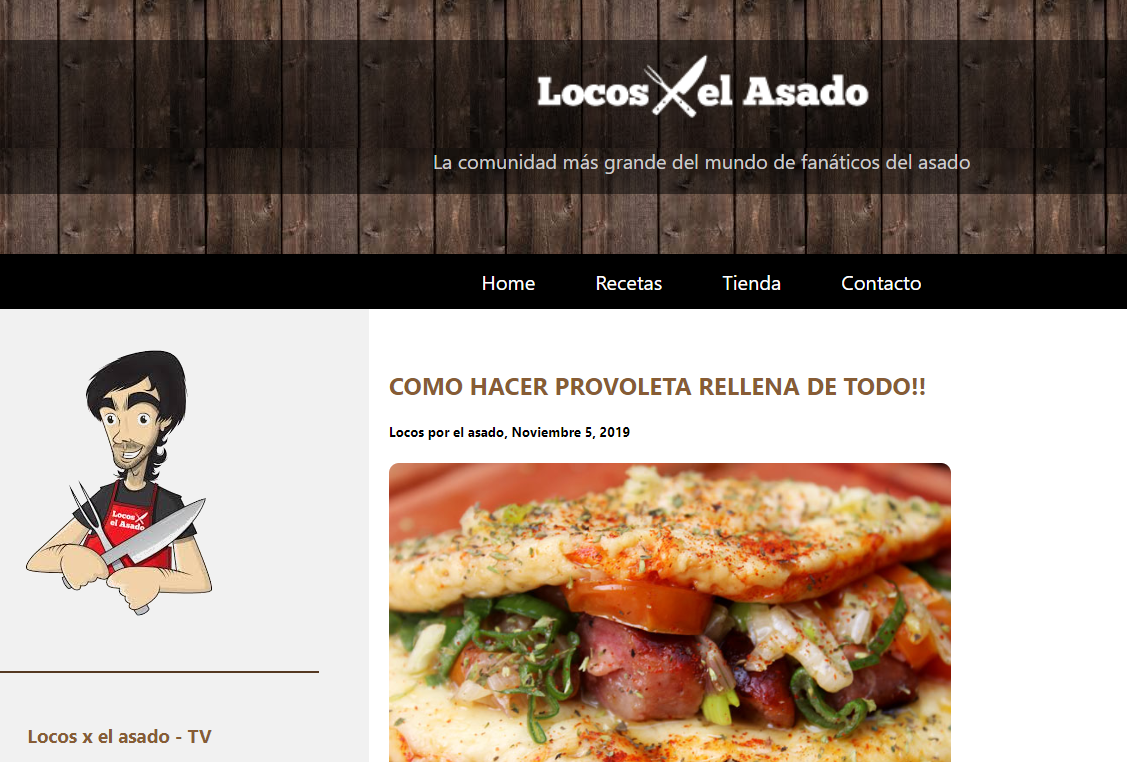 Locos X el Asado
La comunidad más grande del mundo de fanáticos del asado
Home Recetas Tienda Contacto
COMO HACER PROVOLETA RELLENA DE TODO!!
Locos por el asado, Noviembre 5, 2019
Locos X
el Asado
Locos x el asado - TV